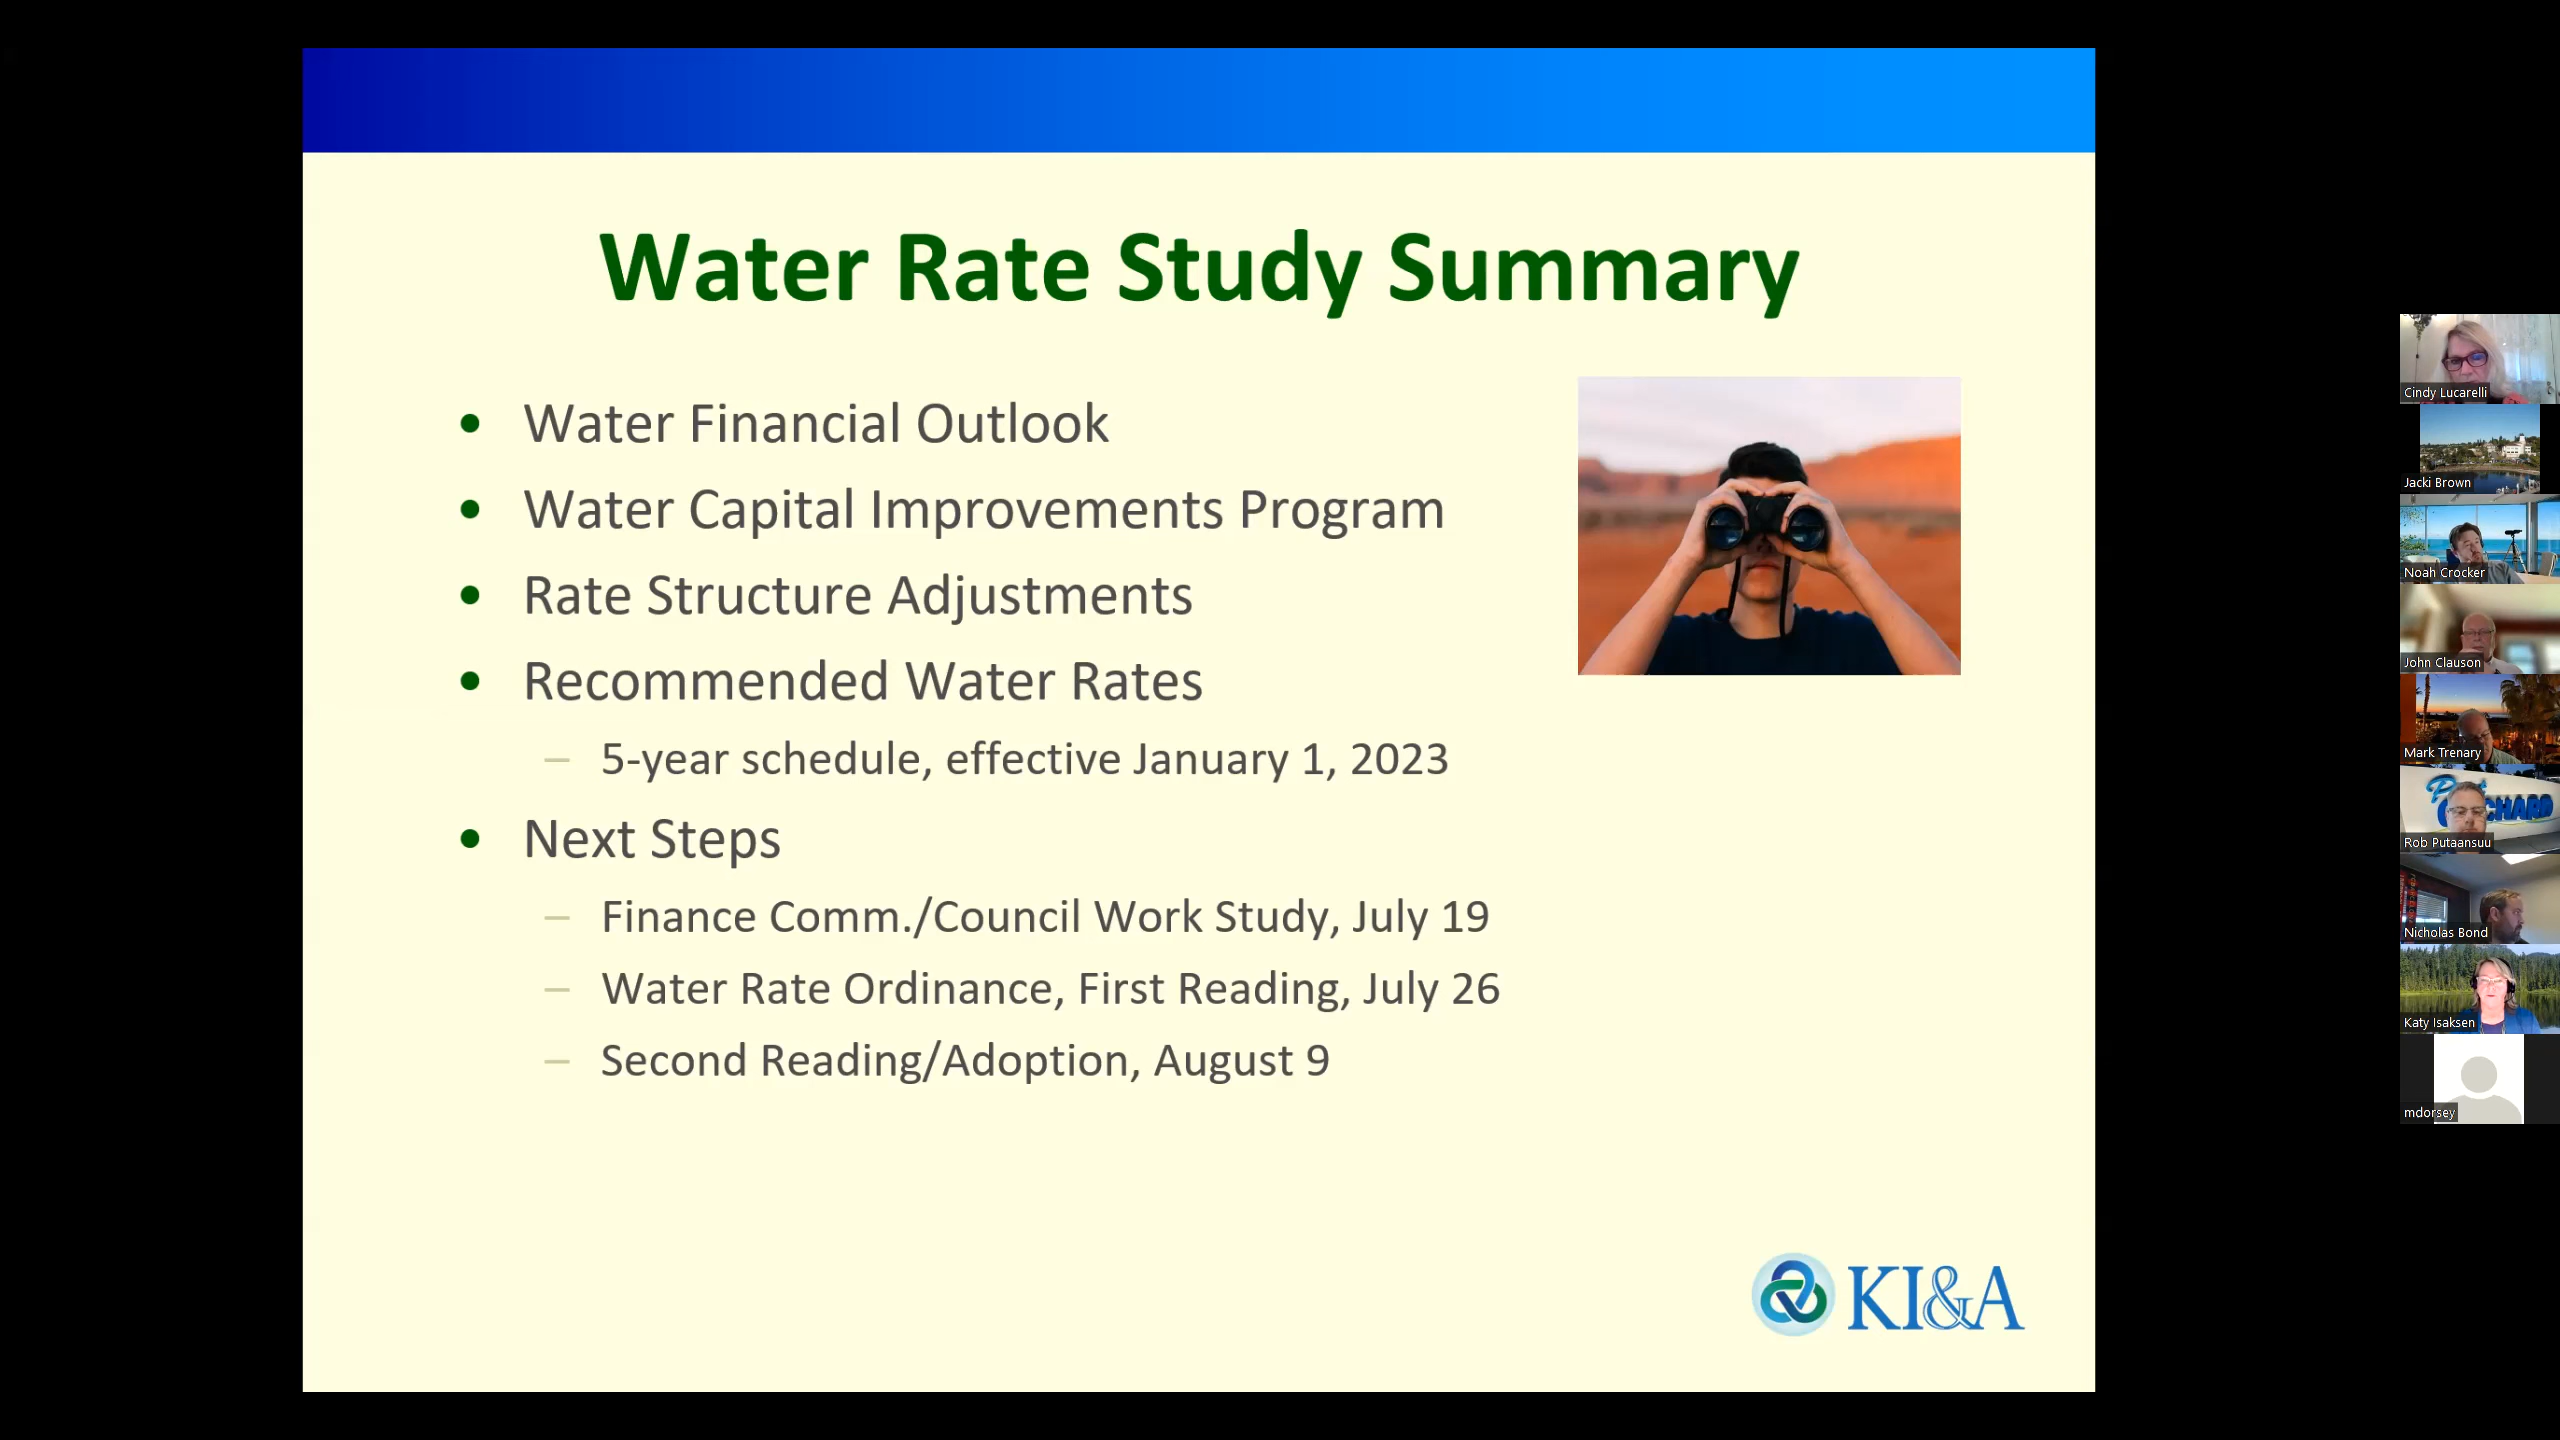 Water Rate Study Summary
• Water Financial Outlook
• Water Capital Improvements Program
• Rate Structure Adjustments
• Recommended Water Rates
– 5-year schedule, effective January 1, 2023
• Next Steps
– Finance Comm./Council Work Study, July 19
– Water Rate Ordinance, First Reading, July 26
– Second Reading/Adoption, August 9
KI&A
Cindy Lucarelli
Jacki Brown
Noah Crocker
John Clauson
Mark Trenary
Rob Putaansuu
Nicholas Bond
Katy Isaksen
mdorsey